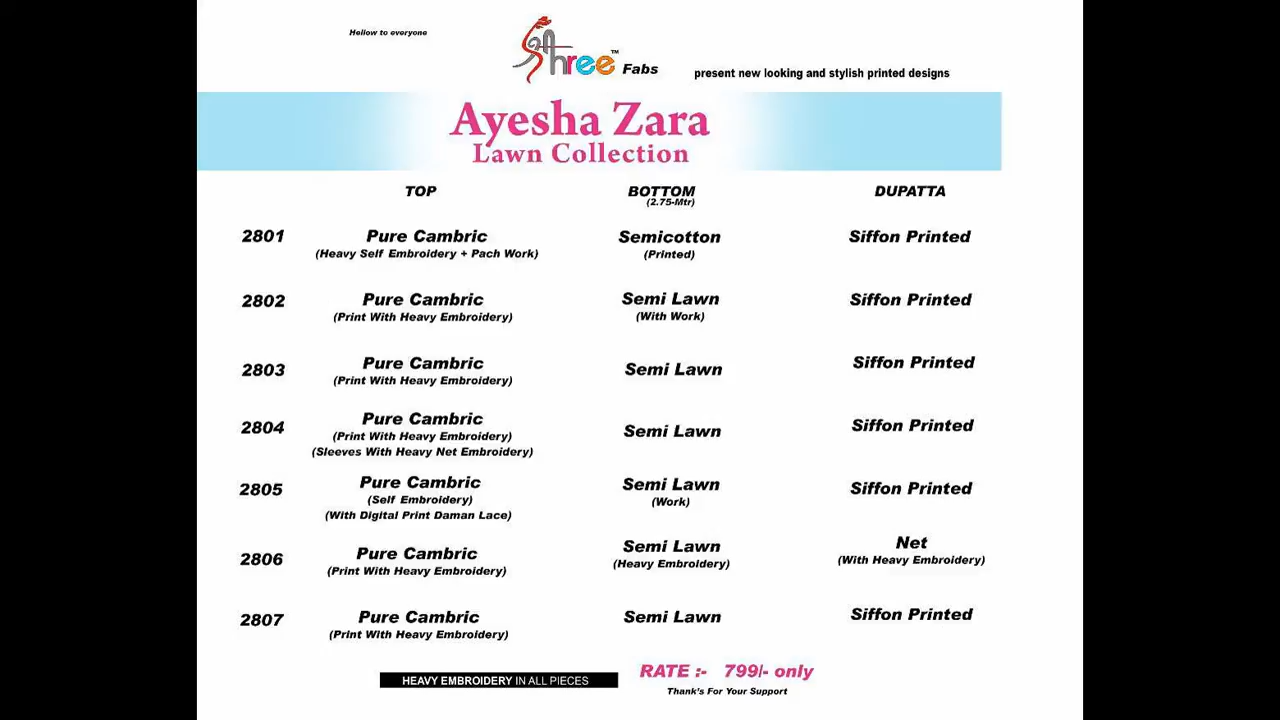 Hellow to everyone
Shree™ Fabs
present new looking and stylish printed designs
Ayesha Zara
Lawn Collection
TOP BOTTOM DUPATTA
(2.75-Mtr)
2801 Pure Cambric Semicotton Siffon Printed
(Heavy Self Embroidery + Pach Work) (Printed)
2802 Pure Cambric Semi Lawn Siffon Printed
(Print With Heavy Embroidery) (With Work)
2803 Pure Cambric Semi Lawn Siffon Printed
(Print With Heavy Embroidery)
2804 Pure Cambric Semi Lawn Siffon Printed
(Print With Heavy Embroidery)
(Sleeves With Heavy Net Embroidery)
2805 Pure Cambric Semi Lawn Siffon Printed
(Self Embroidery) (Work)
(With Digital Print Daman Lace)
2806 Pure Cambric Semi Lawn Net
(Print With Heavy Embroidery) (Heavy Embroidery) (With Heavy Embroidery)
2807 Pure Cambric Semi Lawn Siffon Printed
(Print With Heavy Embroidery)
HEAVY EMBROIDERY IN ALL PIECES
RATE :- 799/- only
Thank's For Your Support